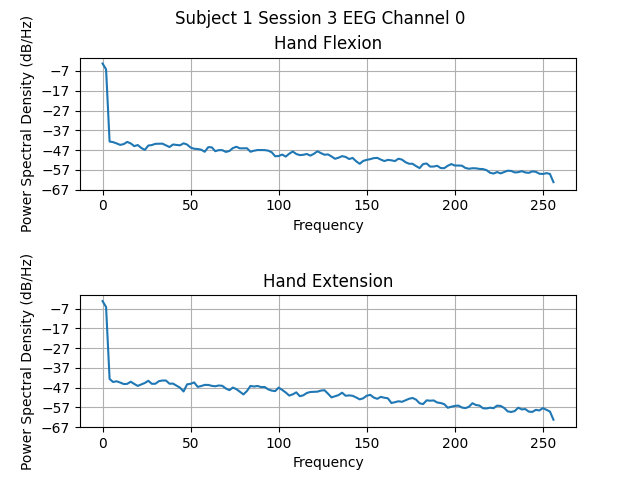 Subject 1 Session 3 EEG Channel 0
Hand Flexion
Power Spectral Density (dB/Hz)
−7
−17
−27
−37
−47
−57
−67
0 50 100 150 200 250
Frequency
Hand Extension
Power Spectral Density (dB/Hz)
−7
−17
−27
−37
−47
−57
−67
0 50 100 150 200 250
Frequency